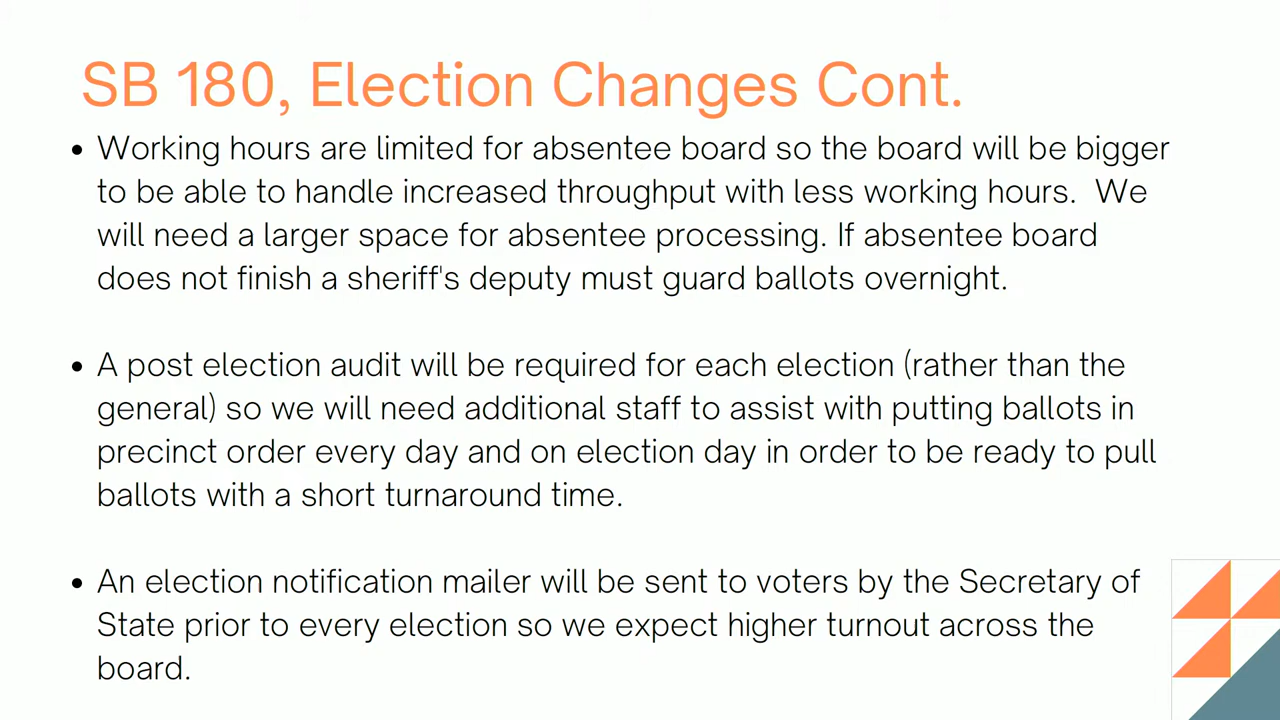 SB 180, Election Changes Cont.
• Working hours are limited for absentee board so the board will be bigger
to be able to handle increased throughput with less working hours.  We
will need a larger space for absentee processing. If absentee board
does not finish a sheriff's deputy must guard ballots overnight.
• A post election audit will be required for each election (rather than the
general) so we will need additional staff to assist with putting ballots in
precinct order every day and on election day in order to be ready to pull
ballots with a short turnaround time.
• An election notification mailer will be sent to voters by the Secretary of
State prior to every election so we expect higher turnout across the
board.